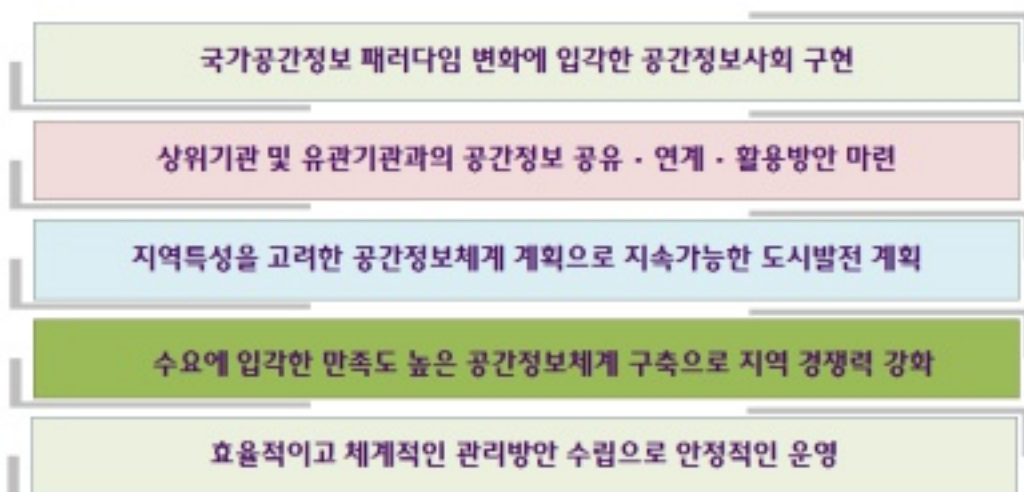 국가공간정보 패러다임 변화에 입각한 공간정보사회 구현
상위기관 및 유관기관과의 공간정보 공유 · 연계 · 활용방안 마련
지역특성을 고려한 공간정보체계 계획으로 지속가능한 도시발전 계획
수요에 입각한 만족도 높은 공간정보체계 구축으로 지역 경쟁력 강화
효율적이고 체계적인 관리방안 수립으로 안정적인 운영